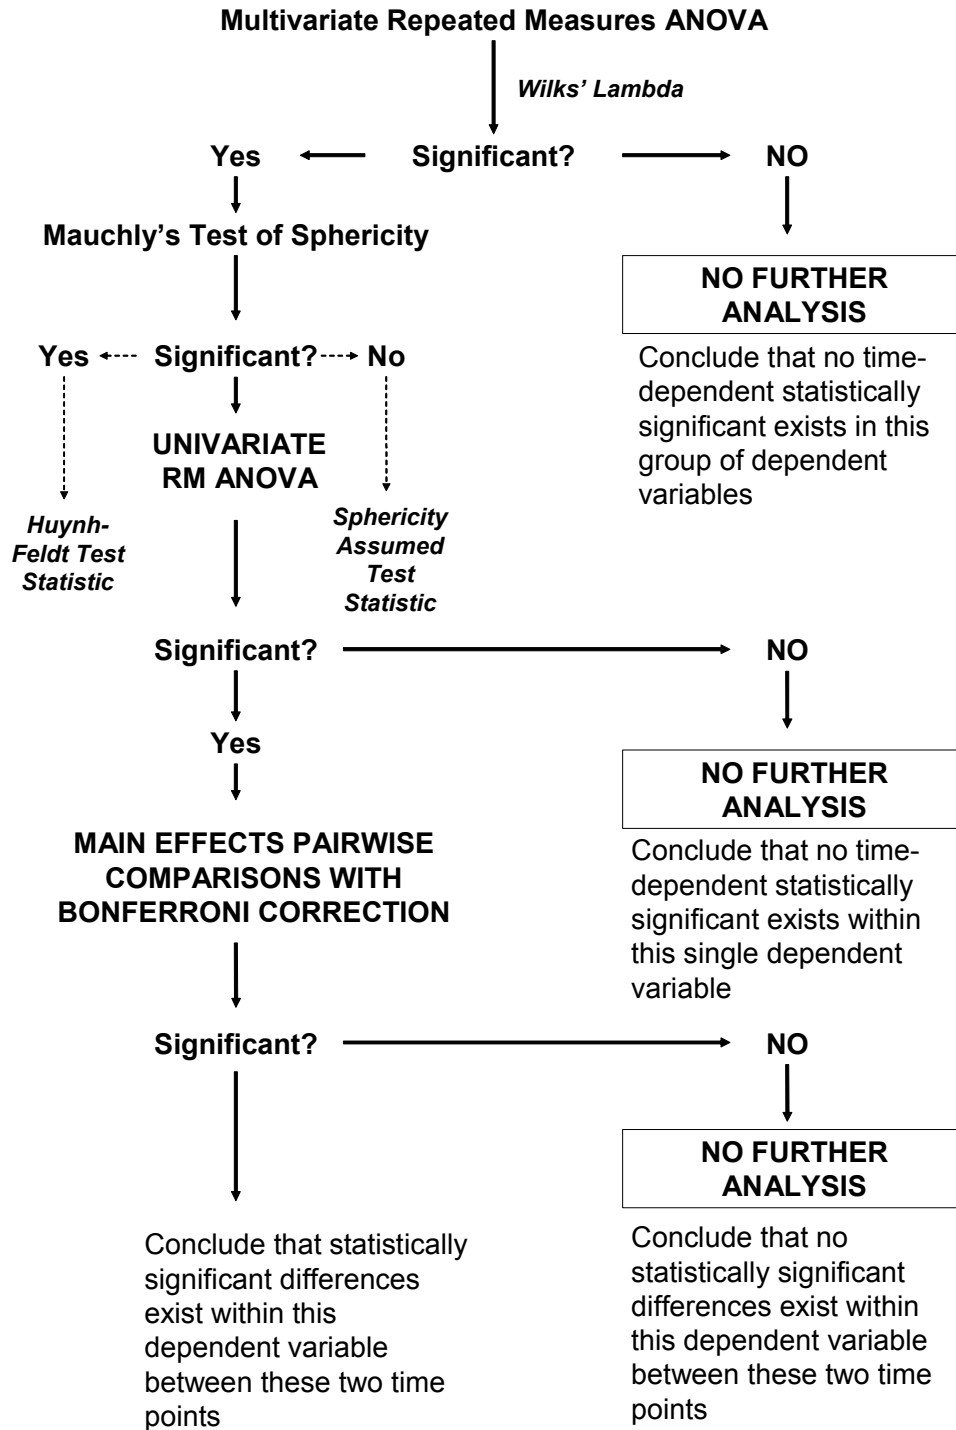 Multivariate Repeated Measures ANOVA
Wilks' Lambda
Yes
Significant?
NO
Mauchly's Test of Sphericity
NO FURTHER
ANALYSIS
Conclude that no time-
dependent statistically
significant exists in this
group of dependent
variables
Yes
Significant?
No
UNIVARIATE
RM ANOVA
Huynh-
Feldt Test
Statistic
Sphericity
Assumed
Test
Statistic
Significant?
NO
Yes
NO FURTHER
ANALYSIS
Conclude that no time-
dependent statistically
significant exists within
this single dependent
variable
MAIN EFFECTS PAIRWISE
COMPARISONS WITH
BONFERRONI CORRECTION
Significant?
NO
NO FURTHER
ANALYSIS
Conclude that statistically
significant differences
exist within this
dependent variable
between these two time
points
Conclude that no
statistically significant
differences exist within
this dependent variable
between these two time
points